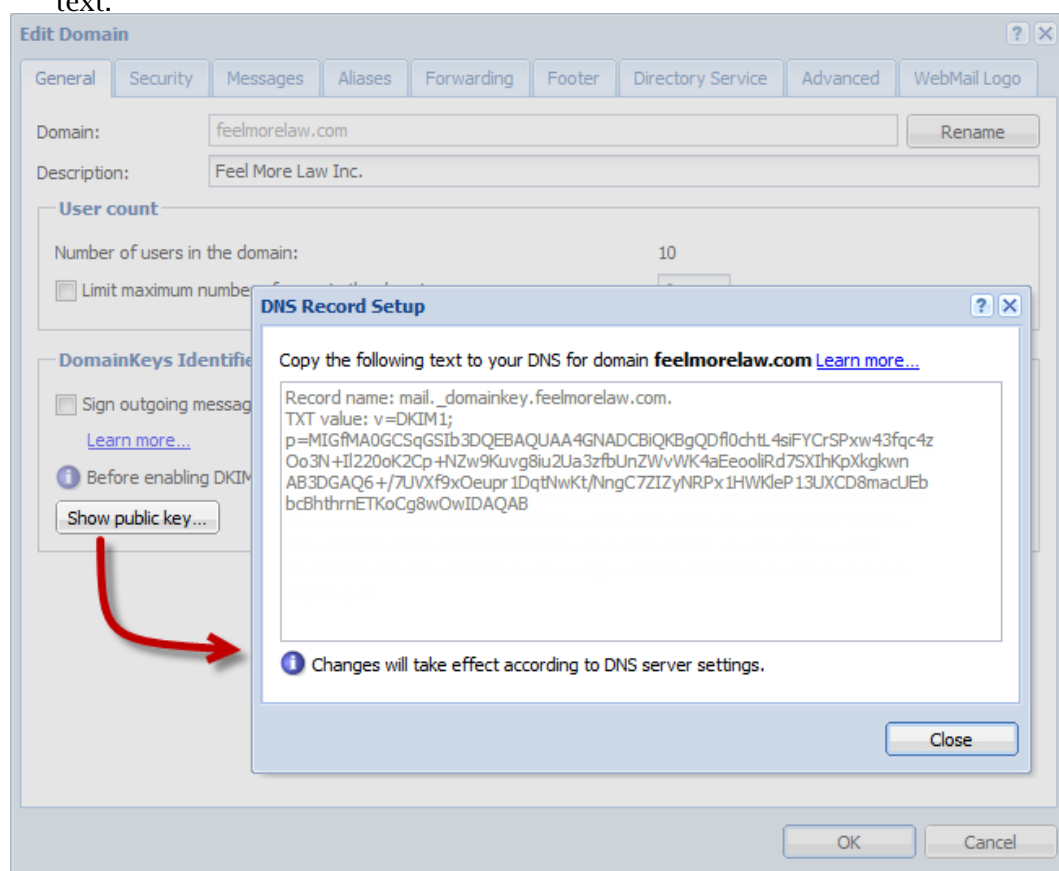 text.
Edit Domain
General Security Messages Aliases Forwarding Footer Directory Service Advanced WebMail Logo
Domain: feelmorelaw.com Rename
Description: Feel More Law Inc.
User count
Number of users in the domain: 10
Limit maximum
DNS Record Setup
DomainKeys
Copy the following text to your DNS for domain feelmorelaw.com Learn more...
Sign outgoing
Record name: mail._domainkey.feelmorelaw.com.
TXT value: v=DKIM1;
p=MIGfMA0GCSqGSIb3DQEBAQUAA4GNADCBiQKBgQDfl0chtL4siFYCrSPxw43fqc4z
Oo3N+Il220oK2Cp+NZw9Kuvg8iu2Ua3zfbUnZWvWK4aEeooliRd7SXIhKpXkgkwn
AB3DGAQ6+/7UVXf9xOeupr1DqtNwKt/NngC7ZIZyNRPx1HWKleP13UXCD8macUEb
bcBhthrnETKoCg8wOwIDAQAB
Learn more...
Before enabling
Show public key...
Changes will take effect according to DNS server settings.
Close
OK Cancel